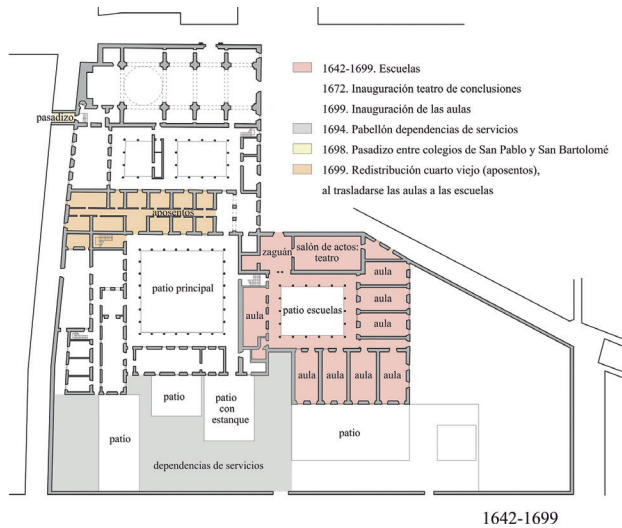 1642-1699. Escuelas
1672. Inauguración teatro de conclusiones
1699. Inauguración de las aulas
1694. Pabellón dependencias de servicios
1698. Pasadizo entre colegios de San Pablo y San Bartolomé
1699. Redistribución cuarto viejo (aposentos),
al trasladarse las aulas a las escuelas
pasadizo
aposentos
zaguán
salón de actos:
teatro
aula
patio principal
aula
patio escuelas
aula
aula
aula
aula
aula
aula
patio
patio
con
estanque
patio
patio
dependencias de servicios
1642-1699